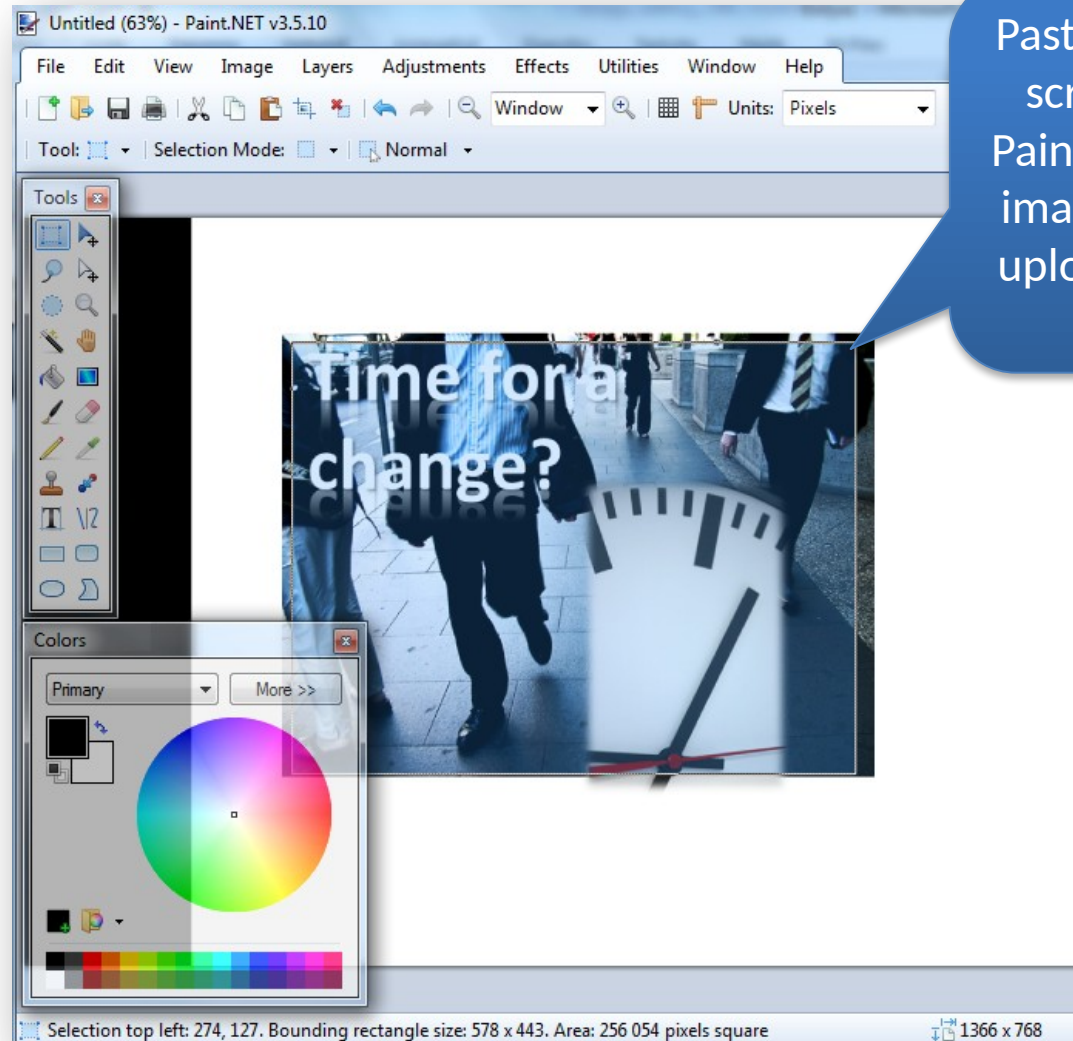 Untitled (63%) - Paint.NET v3.5.10
File Edit View Image Layers Adjustments Effects Utilities Window Help
Window Units: Pixels
Tool: Selection Mode: Normal
Tools
Time for a
change?
Colors
Primary More >>
Selection top left: 274, 127. Bounding rectangle size: 578 x 443. Area: 256 054 pixels square 1366 x 768